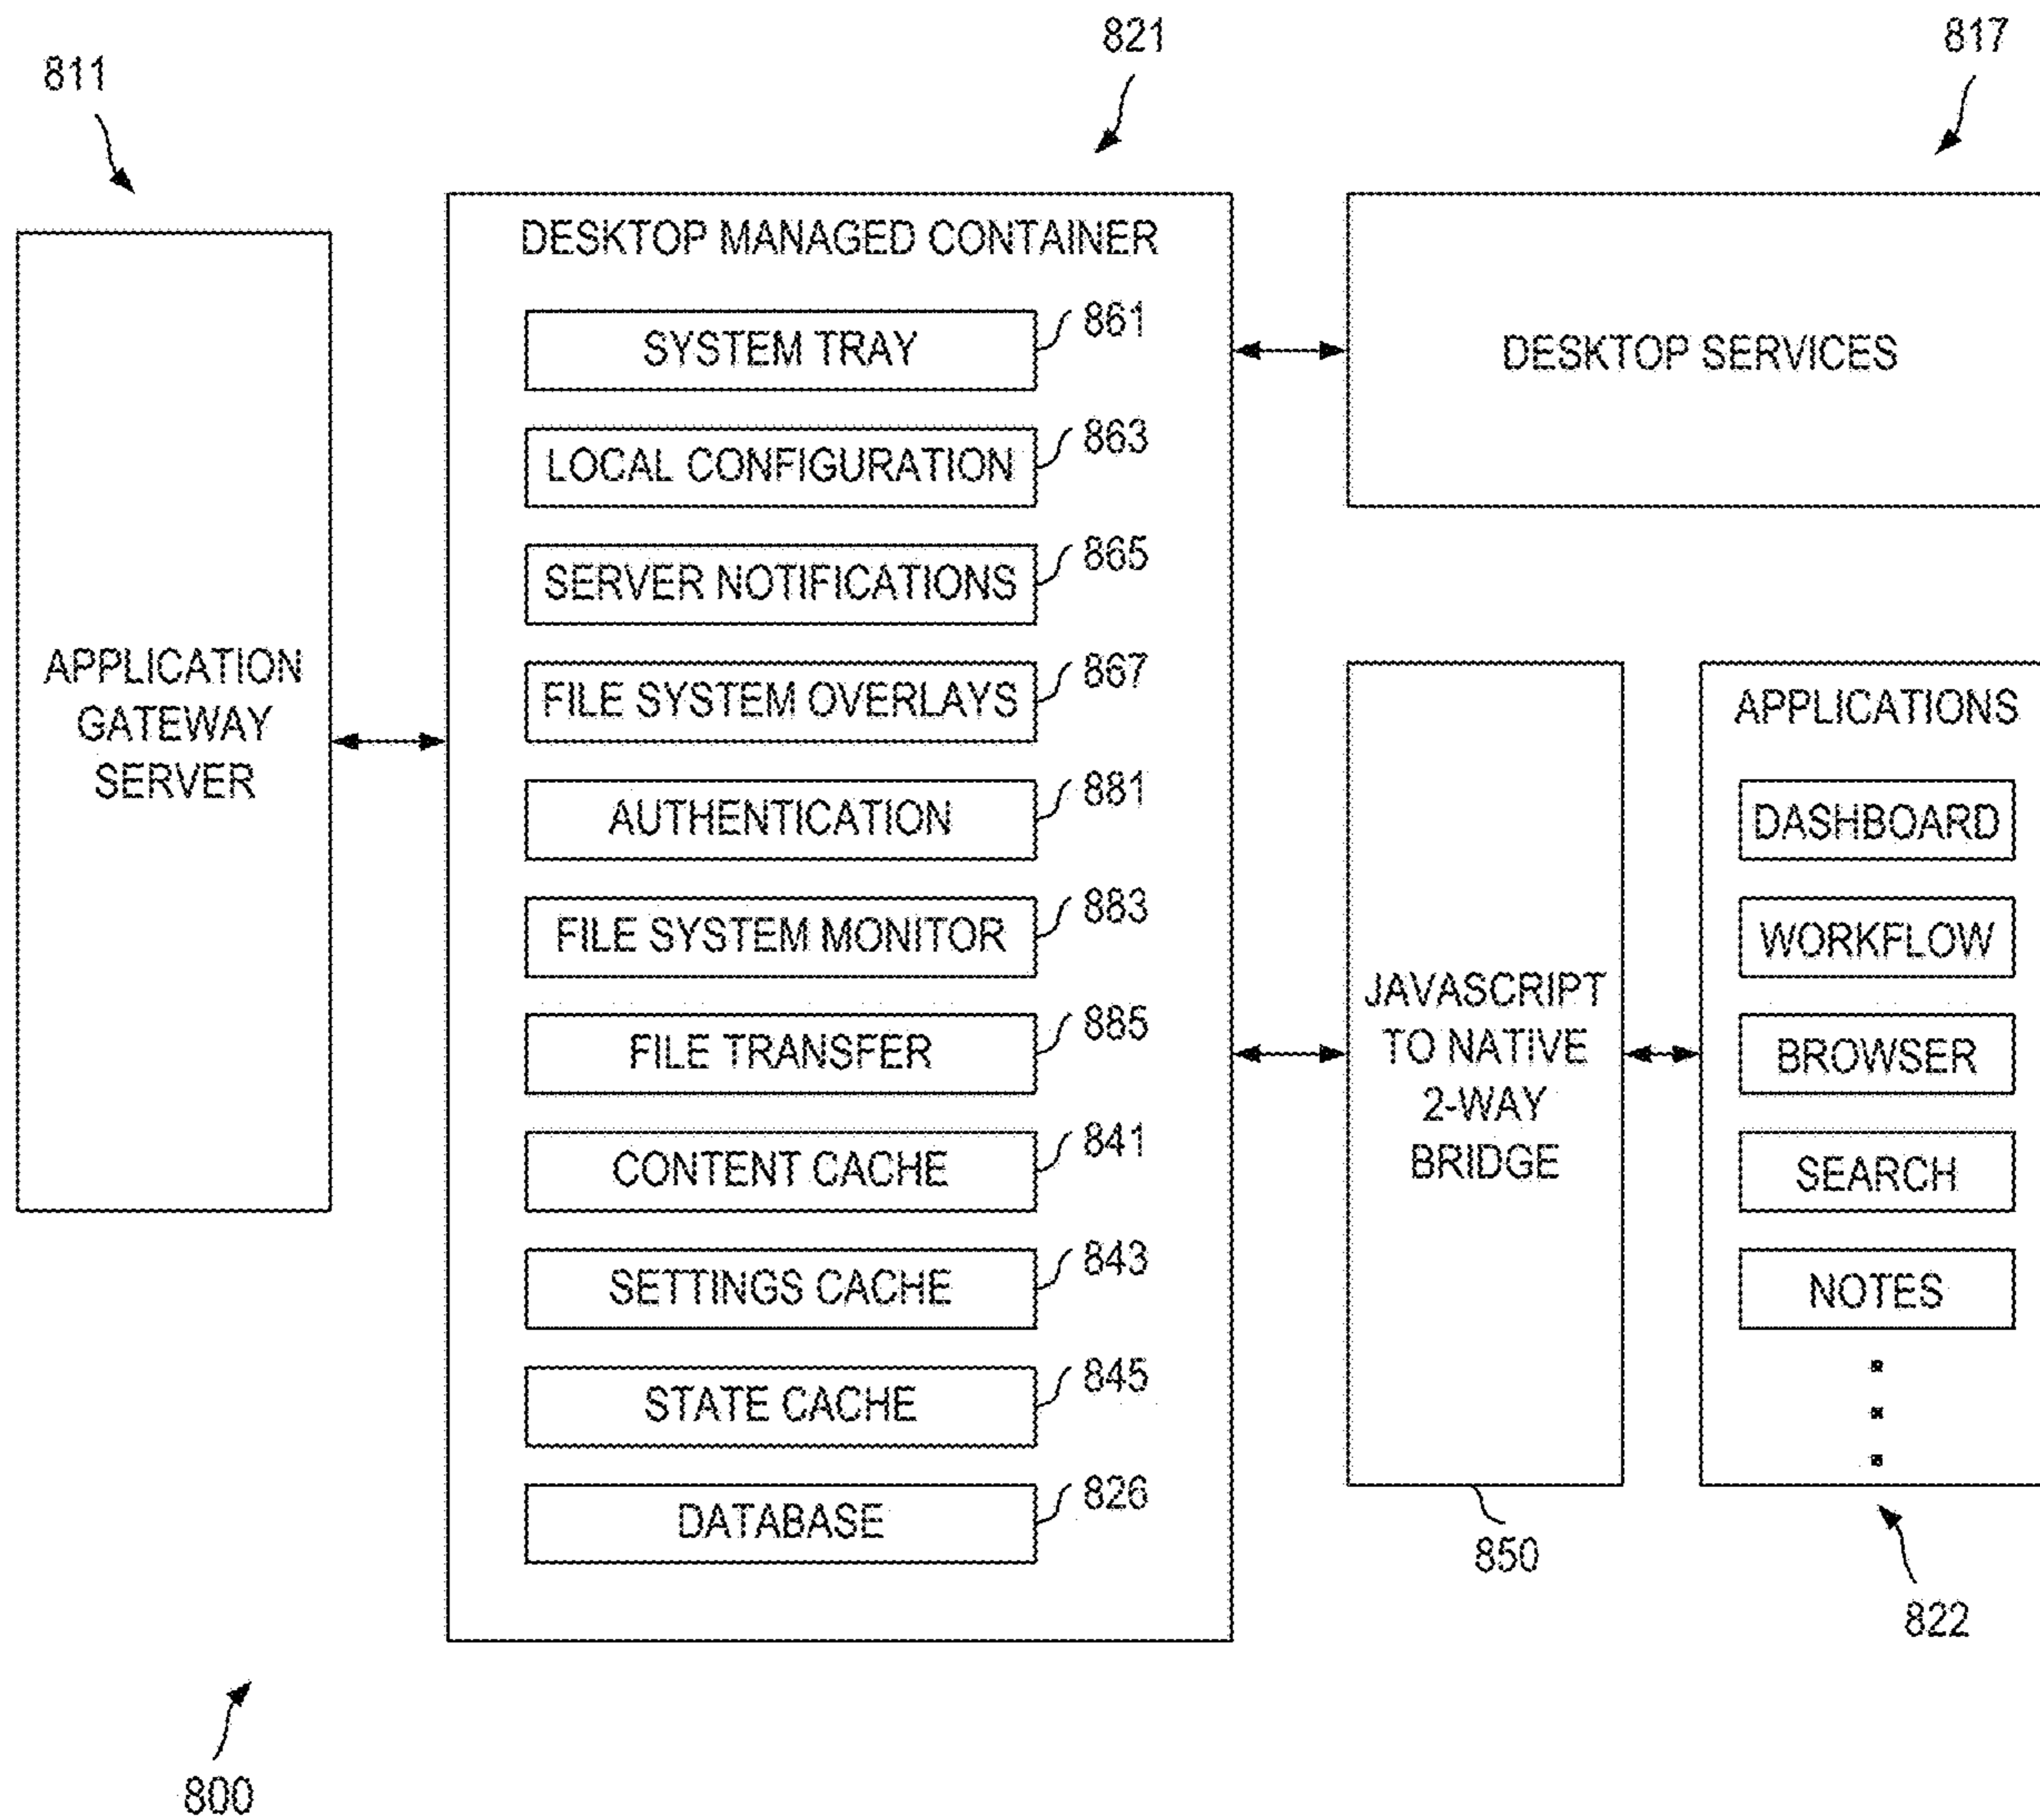 811
821
817
APPLICATION
GATEWAY
SERVER
DESKTOP MANAGED CONTAINER
SYSTEM TRAY
861
LOCAL CONFIGURATION
863
SERVER NOTIFICATIONS
865
FILE SYSTEM OVERLAYS
867
AUTHENTICATION
881
FILE SYSTEM MONITOR
883
FILE TRANSFER
885
CONTENT CACHE
841
SETTINGS CACHE
843
STATE CACHE
845
DATABASE
826
DESKTOP SERVICES
JAVASCRIPT
TO NATIVE
2-WAY
BRIDGE
850
APPLICATIONS
DASHBOARD
WORKFLOW
BROWSER
SEARCH
NOTES
822
800